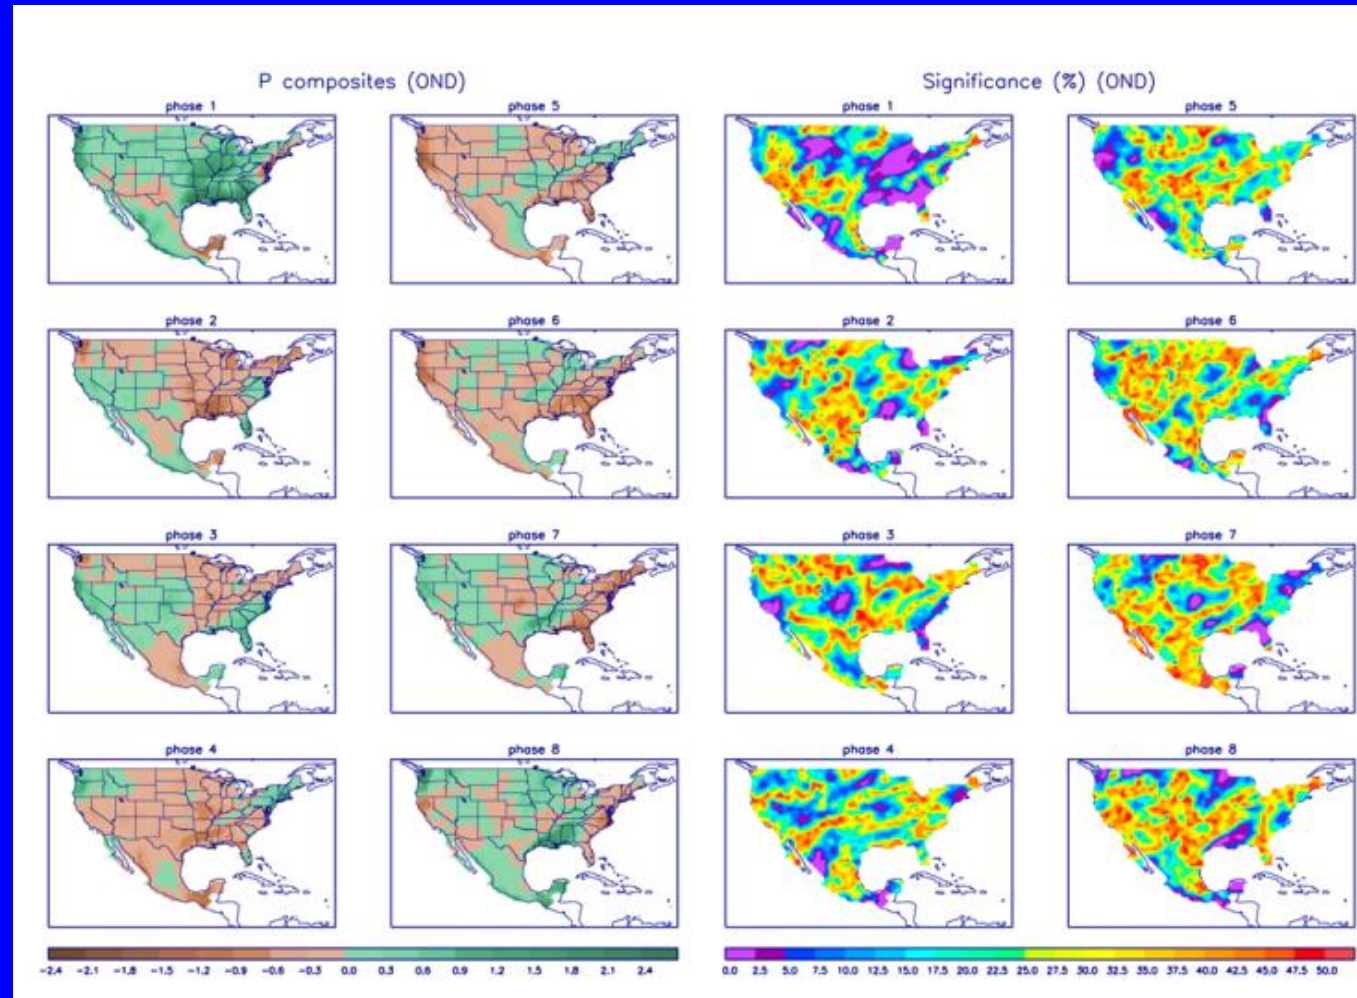 P composites (OND)
Significance (%) (OND)
phase 1
phase 5
phase 1
phase 5
phase 2
phase 6
phase 2
phase 6
phase 3
phase 7
phase 3
phase 7
phase 4
phase 8
phase 4
phase 8
-2.4 -2.1 -1.8 -1.5 -1.2 -0.9 -0.6 -0.3 0.0 0.3 0.6 0.9 1.2 1.5 1.8 2.1 2.4
0.0 2.5 5.0 7.5 10.0 12.5 15.0 17.5 20.0 22.5 25.0 27.5 30.0 32.5 35.0 37.5 40.0 42.5 45.0 47.5 50.0